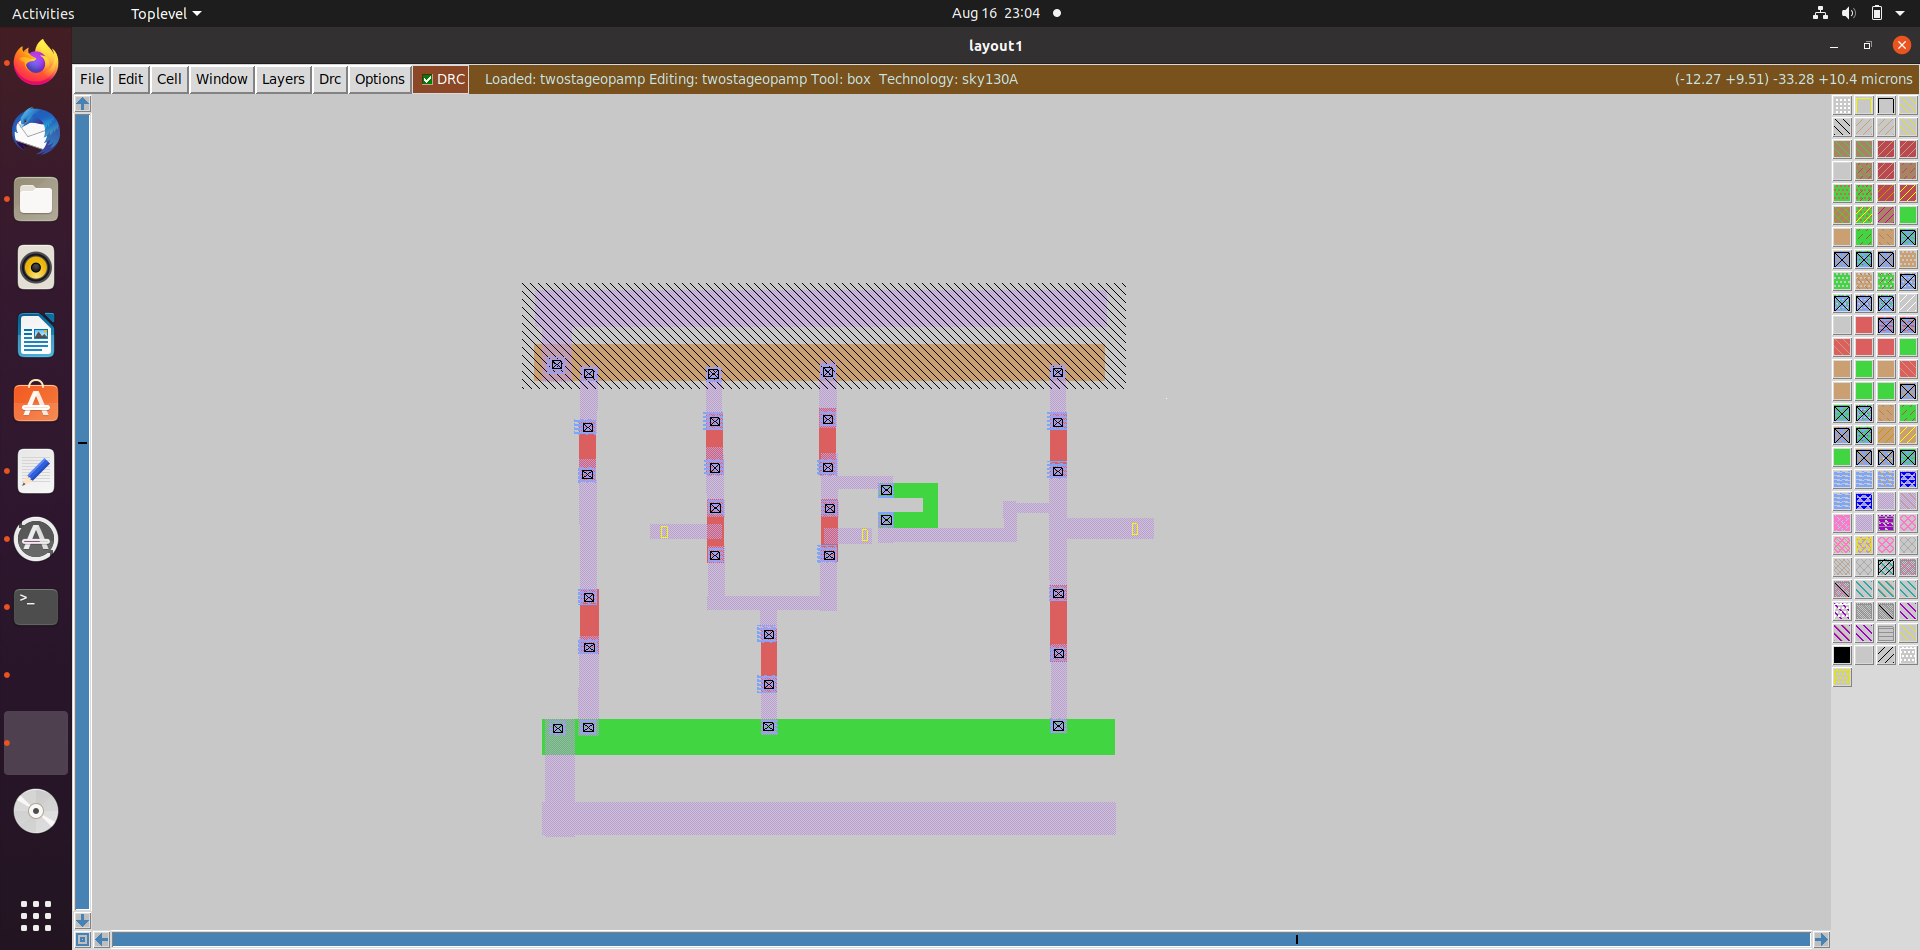 Activities
Toplevel
Aug 16 23:04
layout1
File Edit Cell Window Layers Drc Options DRC Loaded: twostageopamp Editing: twostageopamp Tool: box Technology: sky130A (-12.27 +9.51) -33.28 +10.4 microns
>_